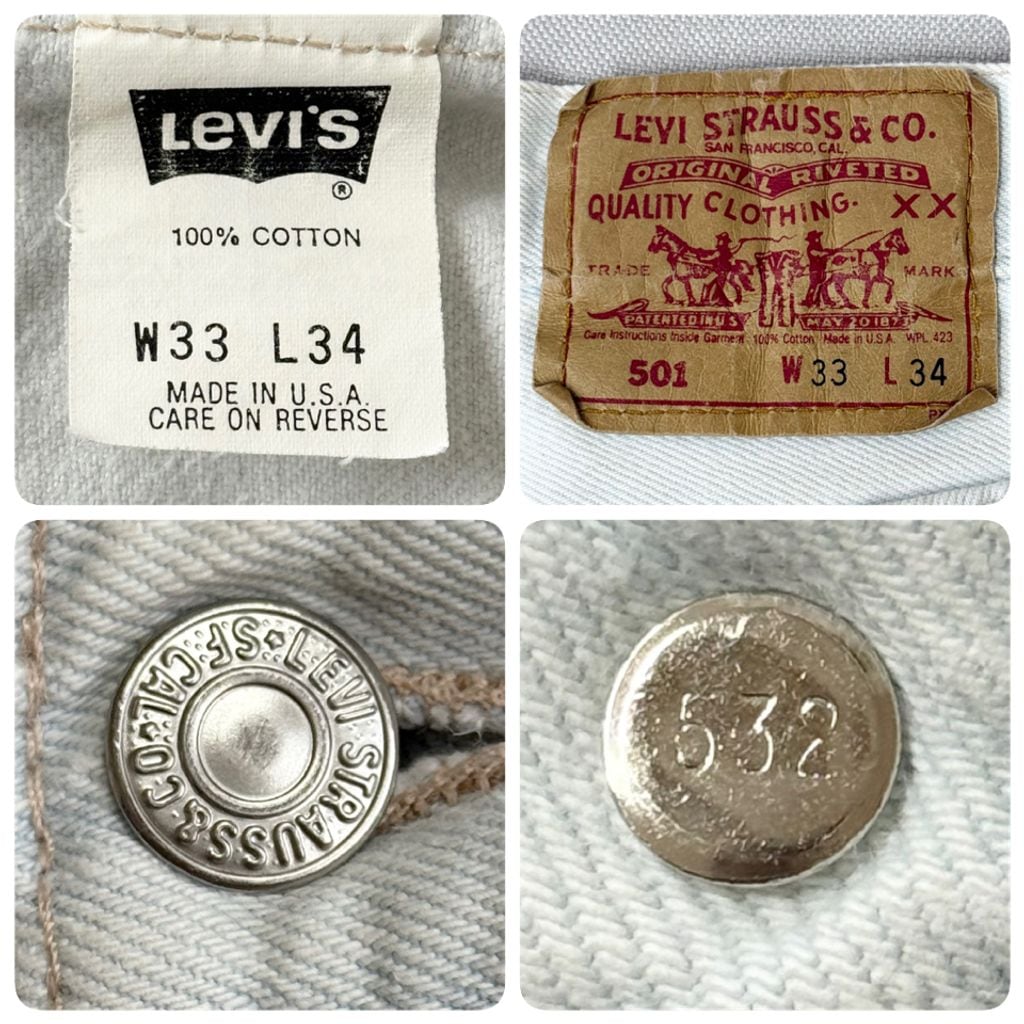 LEVI'S
®
100% COTTON
W33 L34
MADE IN U.S.A.
CARE ON REVERSE
LEVI STRAUSS & CO.
SAN FRANCISCO, CAL.
ORIGINAL RIVETED
QUALITY CLOTHING. XX
TRADE MARK
PATENTED IN U S MAY 20 1873
Care Instructions Inside Garment 100% Cotton Made in U.S.A. WPL 423
501 W 33 L 34
LEVI STRAUSS & CO. S.F. CAL.
532